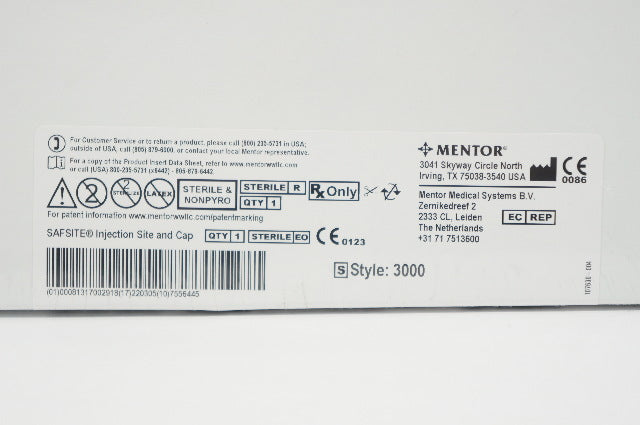 For Customer Service or to return a product, please call (800) 235-5731 in USA;
outside of USA, call (805) 879-6000, or contact your local Mentor representative.
For a copy of the Product Insert Data Sheet, refer to www.mentorwwllc.com
or call (USA) 800-235-5731 (x6442) - 805-879-6442
2 LATEX STERILE & NONPYRO STERILE R QTY 1 Rx Only
For patent information www.mentorwwllc.com/patentmarking
SAFSITE® Injection Site and Cap QTY 1 STERILE EO CE 0123
(01)00081317002918(17)220305(10)7556445
S Style: 3000
MENTOR®
3041 Skyway Circle North
Irving, TX 75038-3540 USA
CE 0086
Mentor Medical Systems B.V.
Zernikedreef 2
2333 CL, Leiden
The Netherlands
+31 71 7513600
EC REP